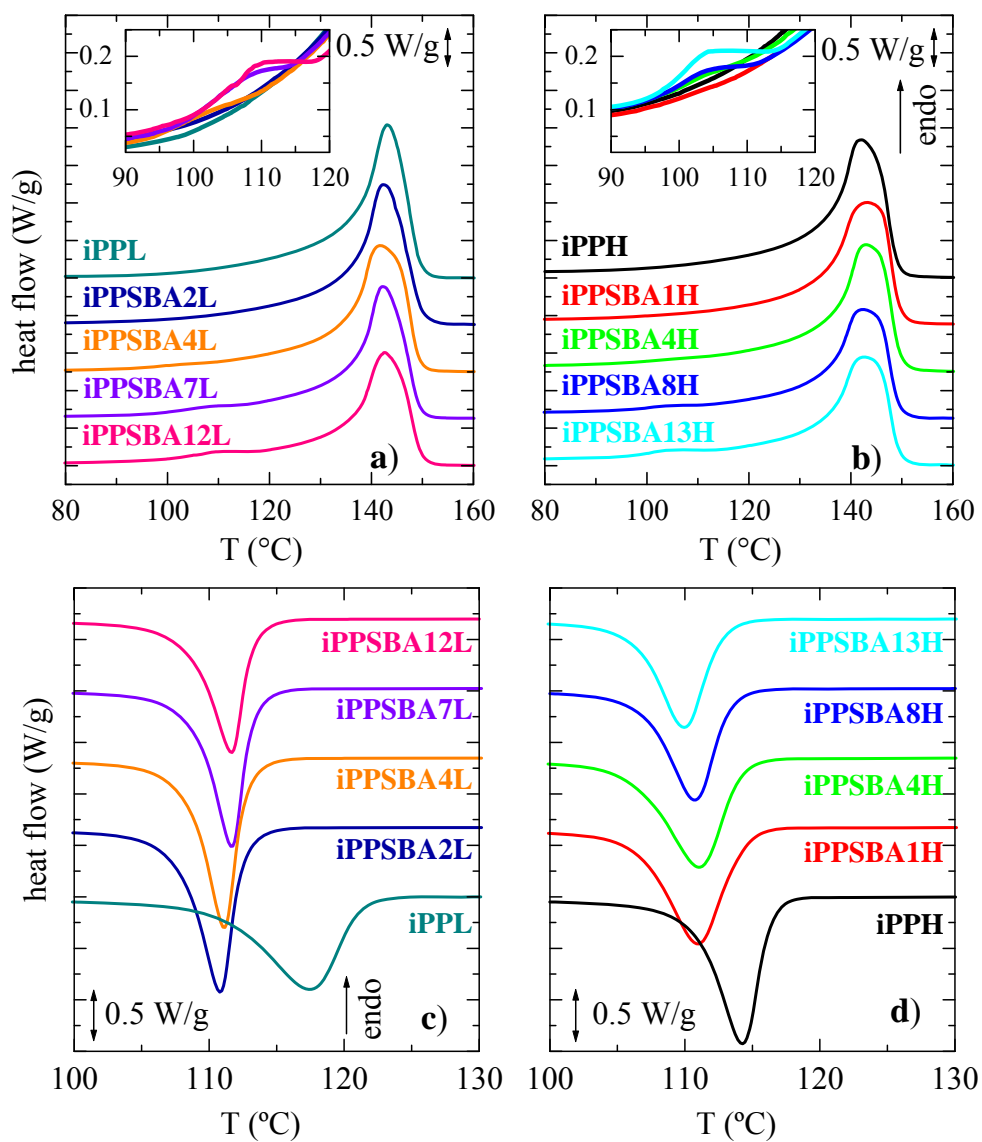 0.2
0.1
90 100 110 120
0.5 W/g
iPPL
iPPSBA2L
iPPSBA4L
iPPSBA7L
iPPSBA12L
a)
heat flow (W/g)
80 100 120 140 160
T (°C)
0.2
0.1
90 100 110 120
0.5 W/g
endo
iPPH
iPPSBA1H
iPPSBA4H
iPPSBA8H
iPPSBA13H
b)
80 100 120 140 160
T (°C)
iPPSBA12L
iPPSBA7L
iPPSBA4L
iPPSBA2L
iPPL
0.5 W/g
endo
c)
heat flow (W/g)
100 110 120 130
T (ºC)
iPPSBA13H
iPPSBA8H
iPPSBA4H
iPPSBA1H
iPPH
0.5 W/g
d)
100 110 120 130
T (ºC)